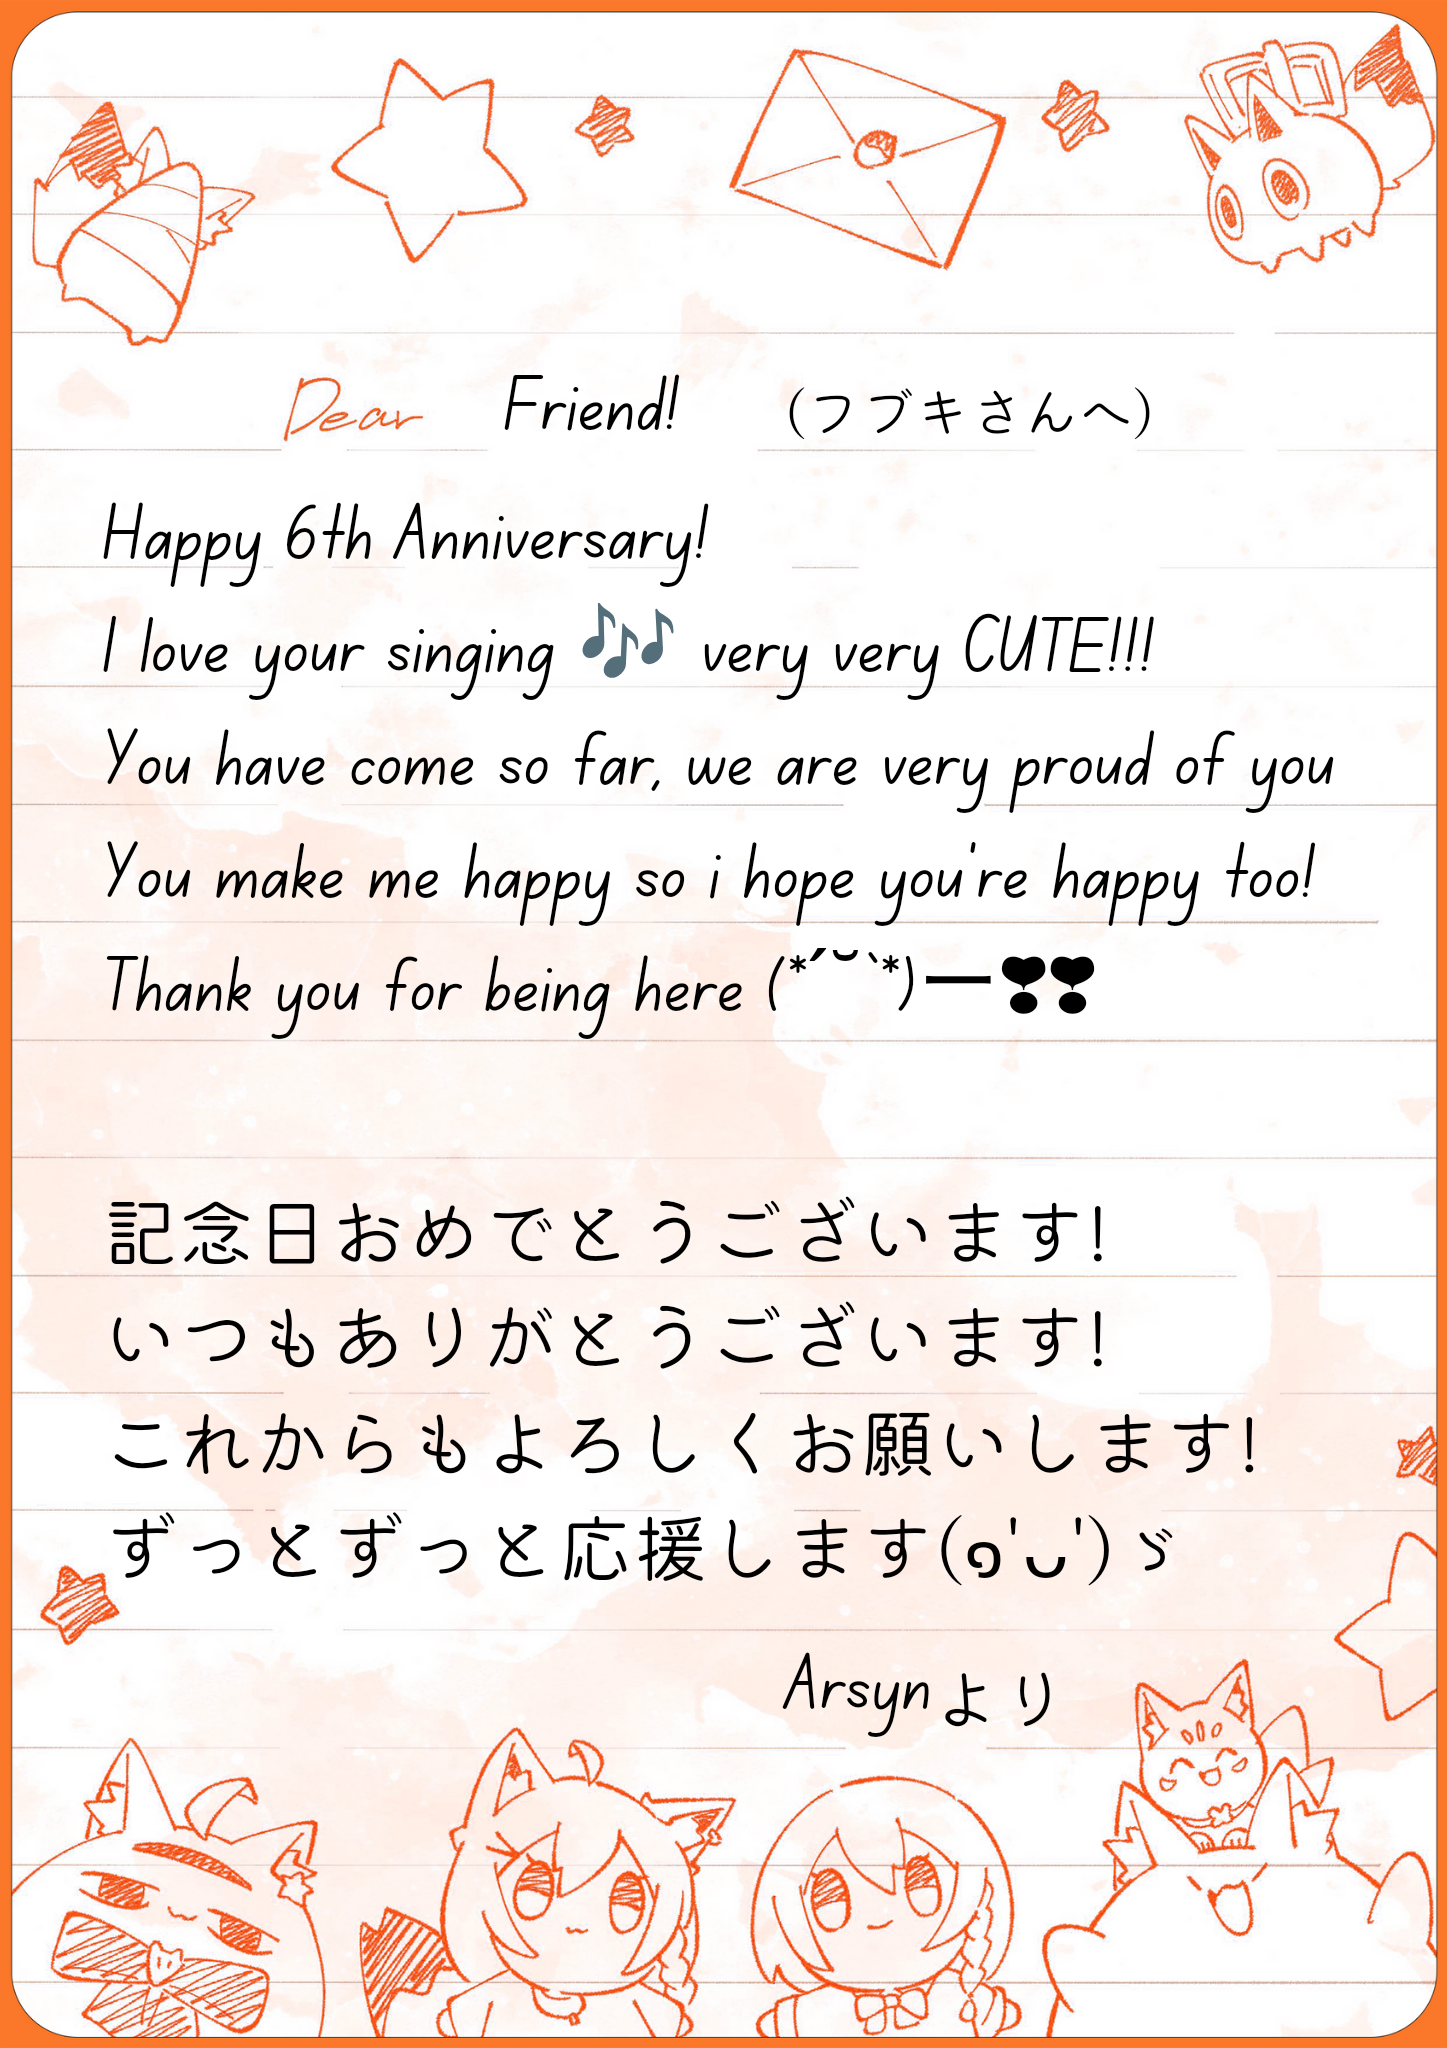 Dear Friend! (フブキさんへ)
Happy 6th Anniversary!
I love your singing 🎶 very very CUTE!!!
You have come so far, we are very proud of you
You make me happy so i hope you're happy too!
Thank you for being here (*ˊ˘ˋ*)ー❣❣
記念日おめでとうございます!
いつもありがとうございます!
これからもよろしくお願いします!
ずっとずっと応援します(๑'ᴗ')ゞ
Arsynより